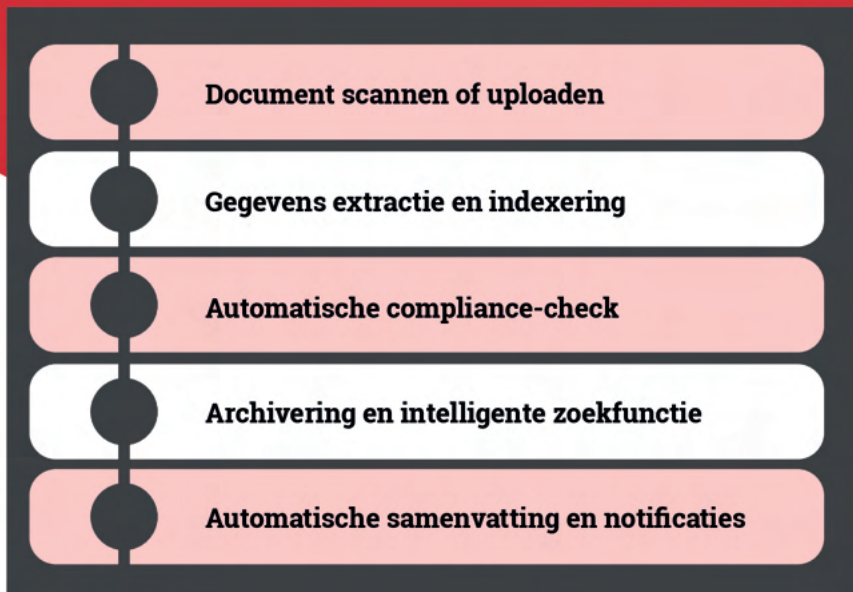 Document scannen of uploaden
Gegevens extractie en indexering
Automatische compliance-check
Archivering en intelligente zoekfunctie
Automatische samenvatting en notificaties